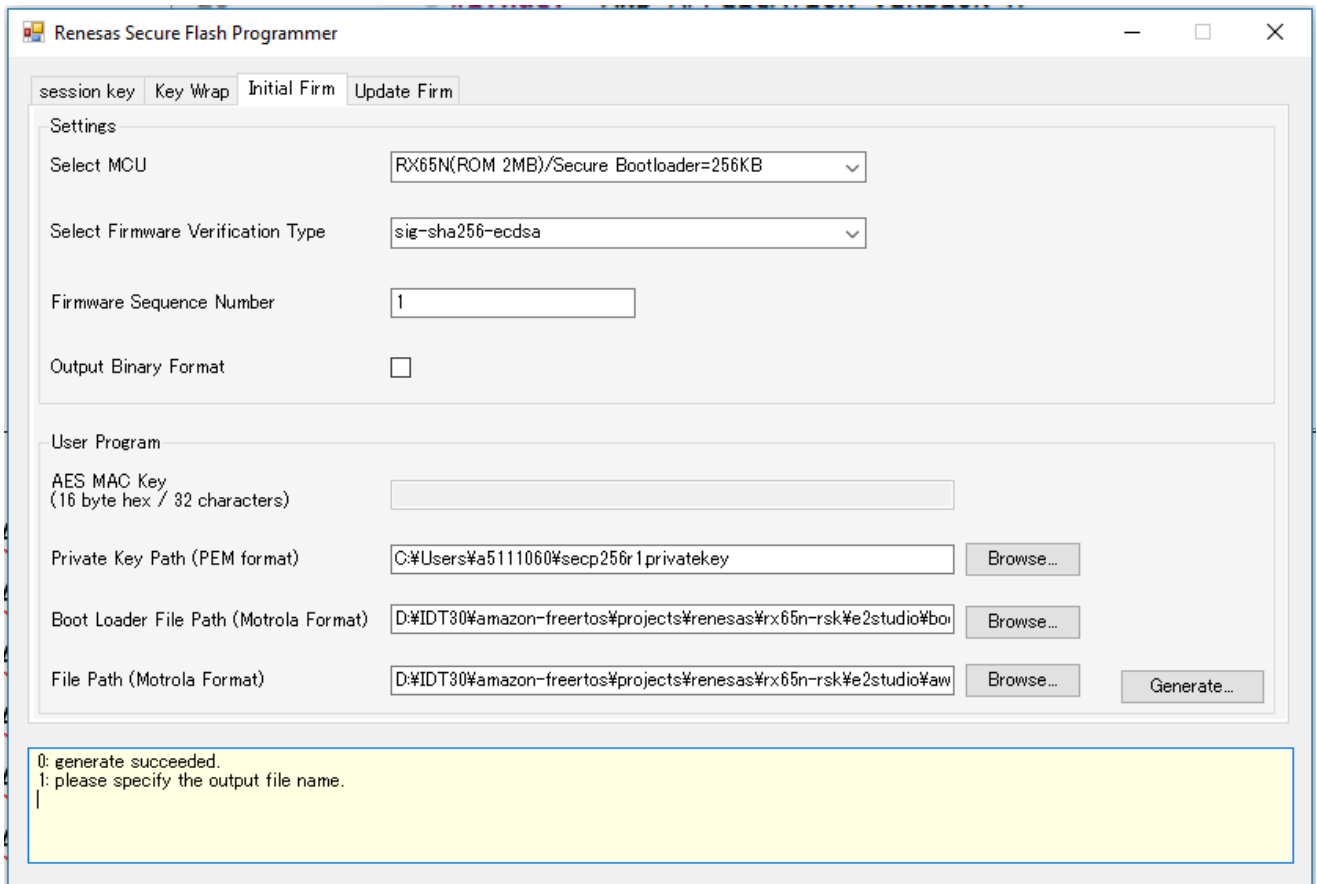 Renesas Secure Flash Programmer
session key Key Wrap Initial Firm Update Firm
Settings
Select MCU
RX65N(ROM 2MB)/Secure Bootloader=256KB
Select Firmware Verification Type
sig-sha256-ecdsa
Firmware Sequence Number
1
Output Binary Format
User Program
AES MAC Key
(16 byte hex / 32 characters)
Private Key Path (PEM format)
C:¥Users¥a5111060¥secp256r1.privatekey
Browse...
Boot Loader File Path (Motrola Format)
D:¥IDT30¥amazon-freertos¥projects¥renesas¥rx65n-rsk¥e2studio¥bo
Browse...
File Path (Motrola Format)
D:¥IDT30¥amazon-freertos¥projects¥renesas¥rx65n-rsk¥e2studio¥aw
Browse...
Generate...
0: generate succeeded.
1: please specify the output file name.